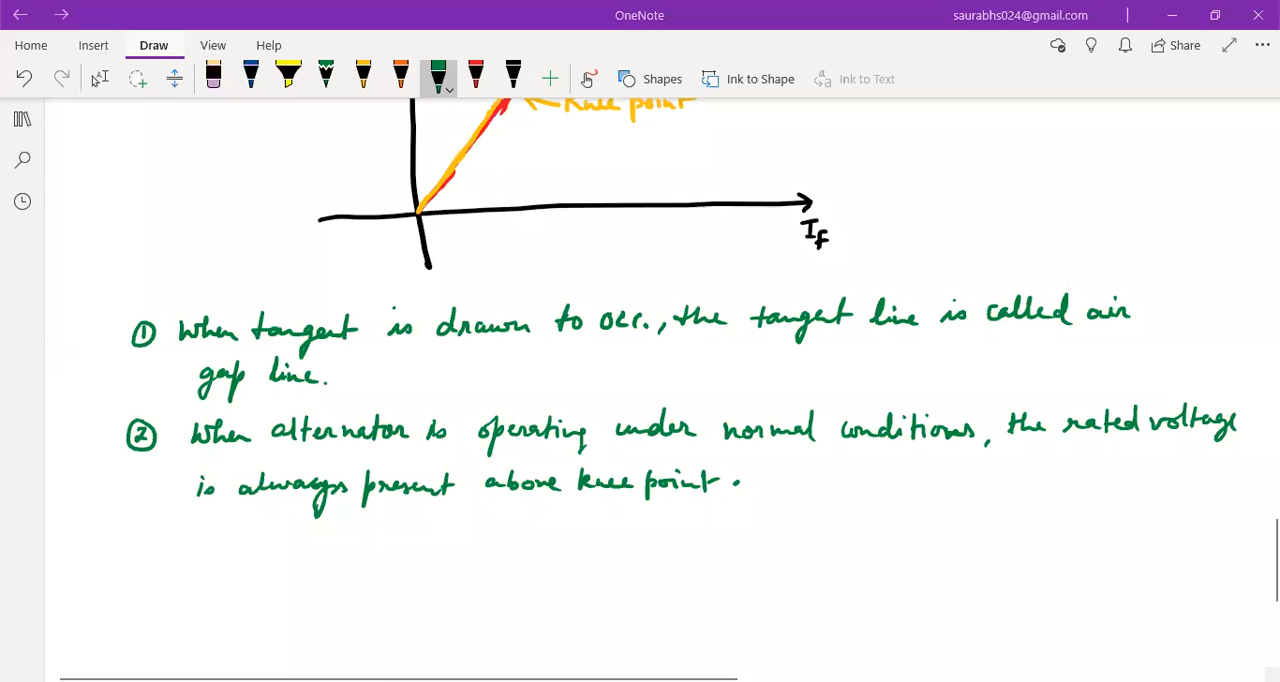 OneNote
saurabhs024@gmail.com
Home Insert Draw View Help
Share
Shapes
Ink to Shape
Ink to Text
Knee point
If
① When tangent is drawn to OCC., the tangent line is called air
gap line.
② When alternator is operating under normal conditions, the rated voltage
is always present above knee point.